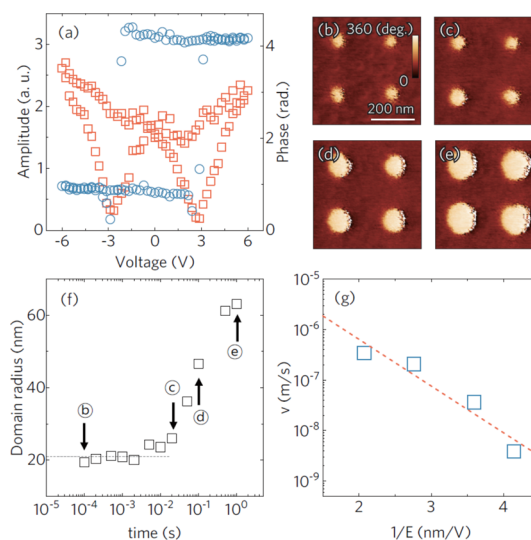 (a)
Amplitude (a. u.)
3
2
1
0
-6 -3 0 3 6
Voltage (V)
4
2
0
Phase (rad.)
(b) 360 (deg.)
0
200 nm
(c)
(d)
(e)
(f)
Domain radius (nm)
60
40
20
b
c
d
e
10⁻⁵ 10⁻⁴ 10⁻³ 10⁻² 10⁻¹ 10⁰
time (s)
(g)
v (m/s)
10⁻⁵
10⁻⁶
10⁻⁷
10⁻⁸
10⁻⁹
2 3 4
1/E (nm/V)